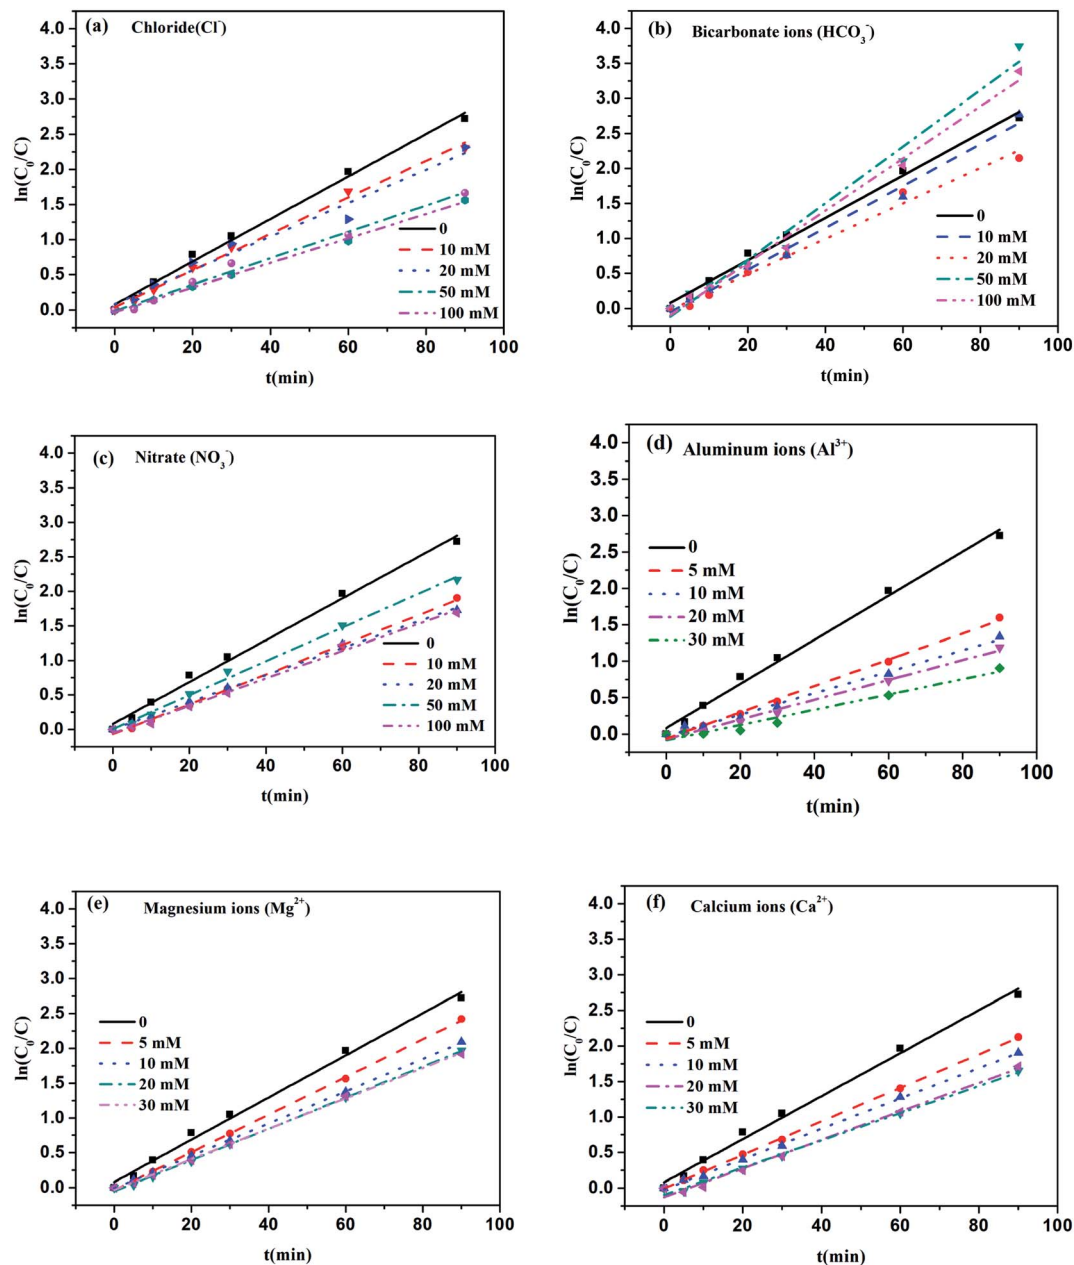 (a) Chloride(Cl⁻)
ln(C₀/C)
4.0
3.5
3.0
2.5
2.0
1.5
1.0
0.5
0.0
0
10 mM
20 mM
50 mM
100 mM
0 20 40 60 80 100
t(min)
(b) Bicarbonate ions (HCO₃⁻)
ln(C₀/C)
4.0
3.5
3.0
2.5
2.0
1.5
1.0
0.5
0.0
0
10 mM
20 mM
50 mM
100 mM
0 20 40 60 80 100
t(min)
(c) Nitrate (NO₃⁻)
ln(C₀/C)
4.0
3.5
3.0
2.5
2.0
1.5
1.0
0.5
0.0
0
10 mM
20 mM
50 mM
100 mM
0 20 40 60 80 100
t(min)
(d) Aluminum ions (Al³⁺)
ln(C₀/C)
4.0
3.5
3.0
2.5
2.0
1.5
1.0
0.5
0.0
0
5 mM
10 mM
20 mM
30 mM
0 20 40 60 80 100
t(min)
(e) Magnesium ions (Mg²⁺)
ln(C₀/C)
4.0
3.5
3.0
2.5
2.0
1.5
1.0
0.5
0.0
0
5 mM
10 mM
20 mM
30 mM
0 20 40 60 80 100
t(min)
(f) Calcium ions (Ca²⁺)
ln(C₀/C)
4.0
3.5
3.0
2.5
2.0
1.5
1.0
0.5
0.0
0
5 mM
10 mM
20 mM
30 mM
0 20 40 60 80 100
t(min)